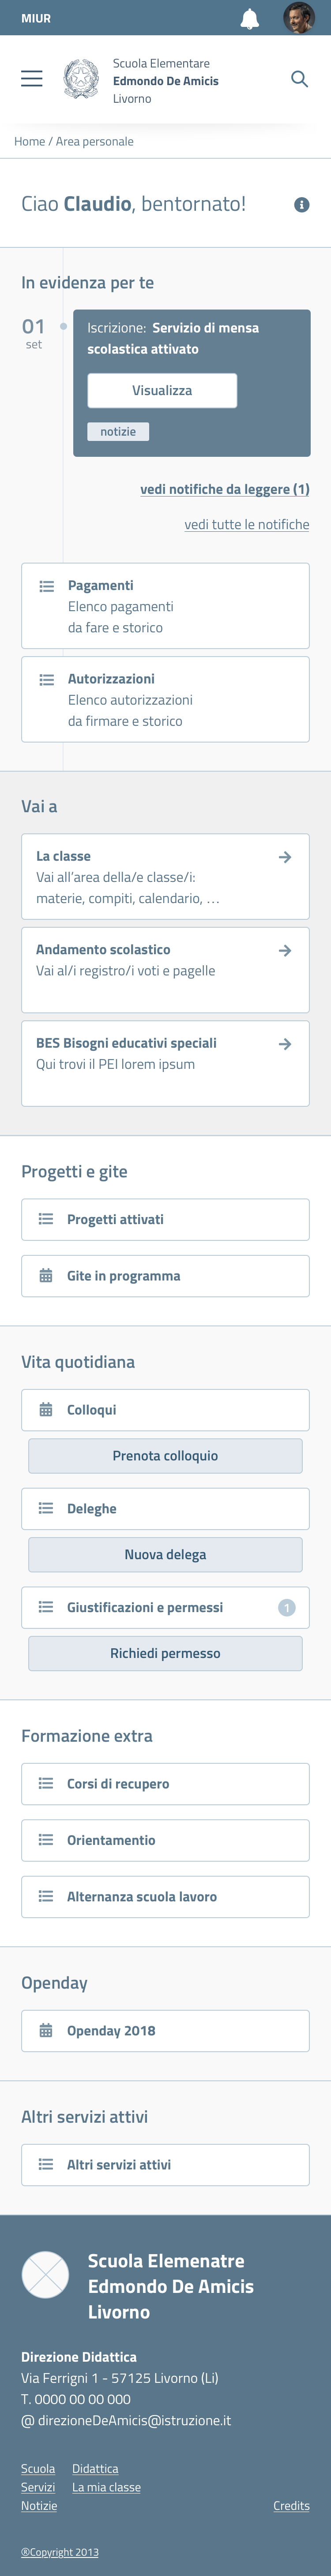 MIUR
Scuola Elementare
Edmondo De Amicis
Livorno
Home / Area personale
Ciao Claudio, bentornato!
In evidenza per te
01
set
Iscrizione: Servizio di mensa
scolastica attivato
Visualizza
notizie
vedi notifiche da leggere (1)
vedi tutte le notifiche
Pagamenti
Elenco pagamenti
da fare e storico
Autorizzazioni
Elenco autorizzazioni
da firmare e storico
Vai a
La classe
Vai all'area della/e classe/i:
materie, compiti, calendario, ...
Andamento scolastico
Vai al/i registro/i voti e pagelle
BES Bisogni educativi speciali
Qui trovi il PEI lorem ipsum
Progetti e gite
Progetti attivati
Gite in programma
Vita quotidiana
Colloqui
Prenota colloquio
Deleghe
Nuova delega
Giustificazioni e permessi 1
Richiedi permesso
Formazione extra
Corsi di recupero
Orientamentio
Alternanza scuola lavoro
Openday
Openday 2018
Altri servizi attivi
Altri servizi attivi
Scuola Elemenatre
Edmondo De Amicis
Livorno
Direzione Didattica
Via Ferrigni 1 - 57125 Livorno (Li)
T. 0000 00 00 000
@ direzioneDeAmicis@istruzione.it
Scuola Didattica
Servizi La mia classe
Notizie Credits
®Copyright 2013